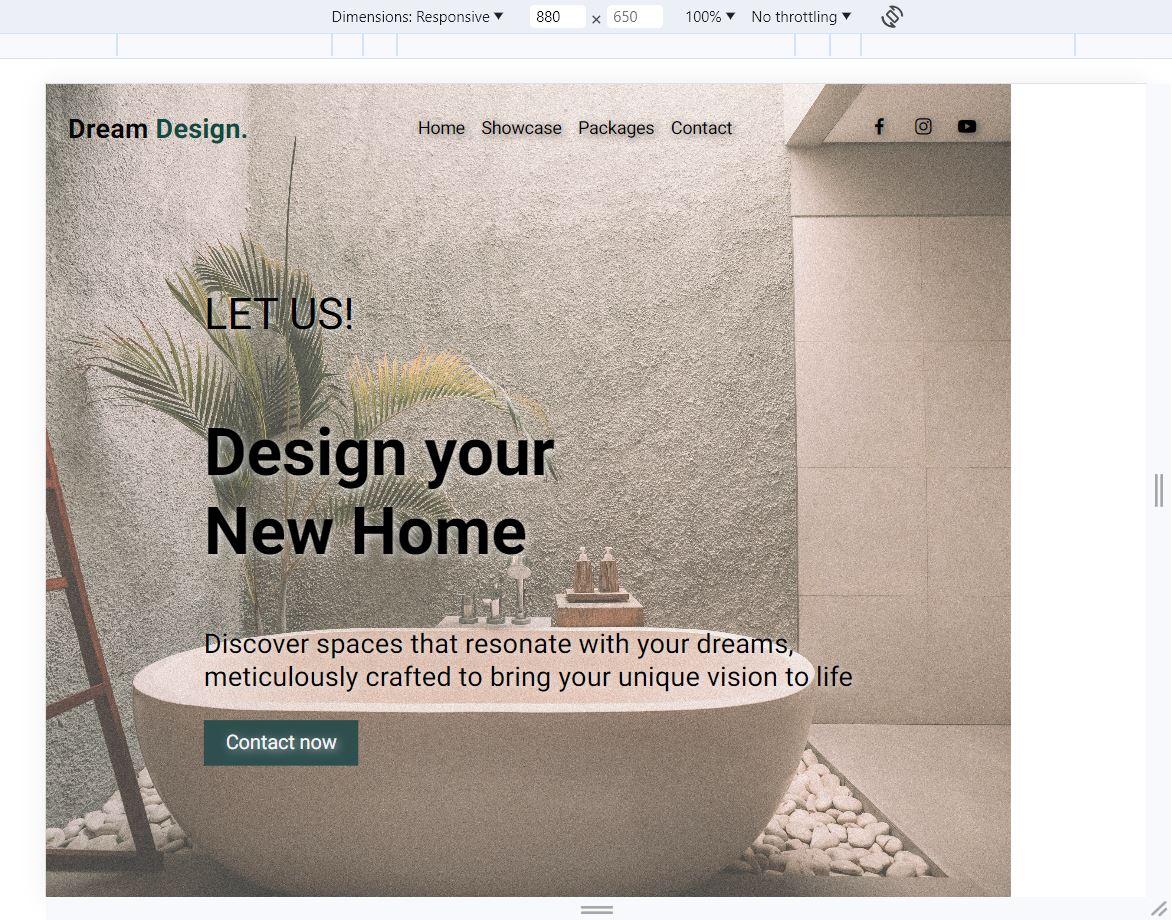 Dimensions: Responsive 880 × 650 100% No throttling
Dream Design. Home Showcase Packages Contact
LET US!
Design your
New Home
Discover spaces that resonate with your dreams,
meticulously crafted to bring your unique vision to life
Contact now